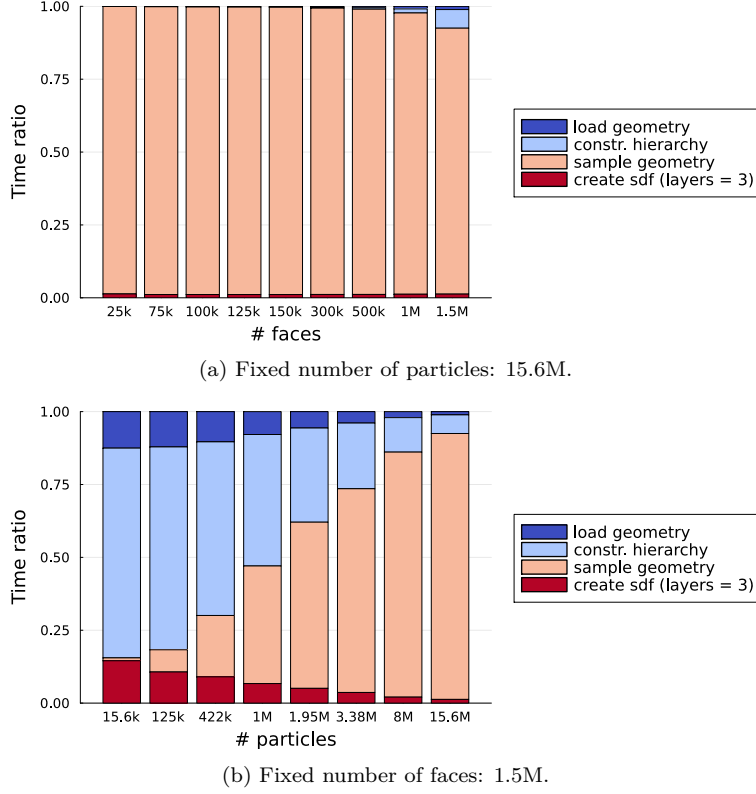 1.00
0.75
0.50
0.25
0.00
Time ratio
25k 75k 100k 125k 150k 300k 500k 1M 1.5M
# faces
load geometry
constr. hierarchy
sample geometry
create sdf (layers = 3)
(a) Fixed number of particles: 15.6M.
1.00
0.75
0.50
0.25
0.00
Time ratio
15.6k 125k 422k 1M 1.95M 3.38M 8M 15.6M
# particles
load geometry
constr. hierarchy
sample geometry
create sdf (layers = 3)
(b) Fixed number of faces: 1.5M.